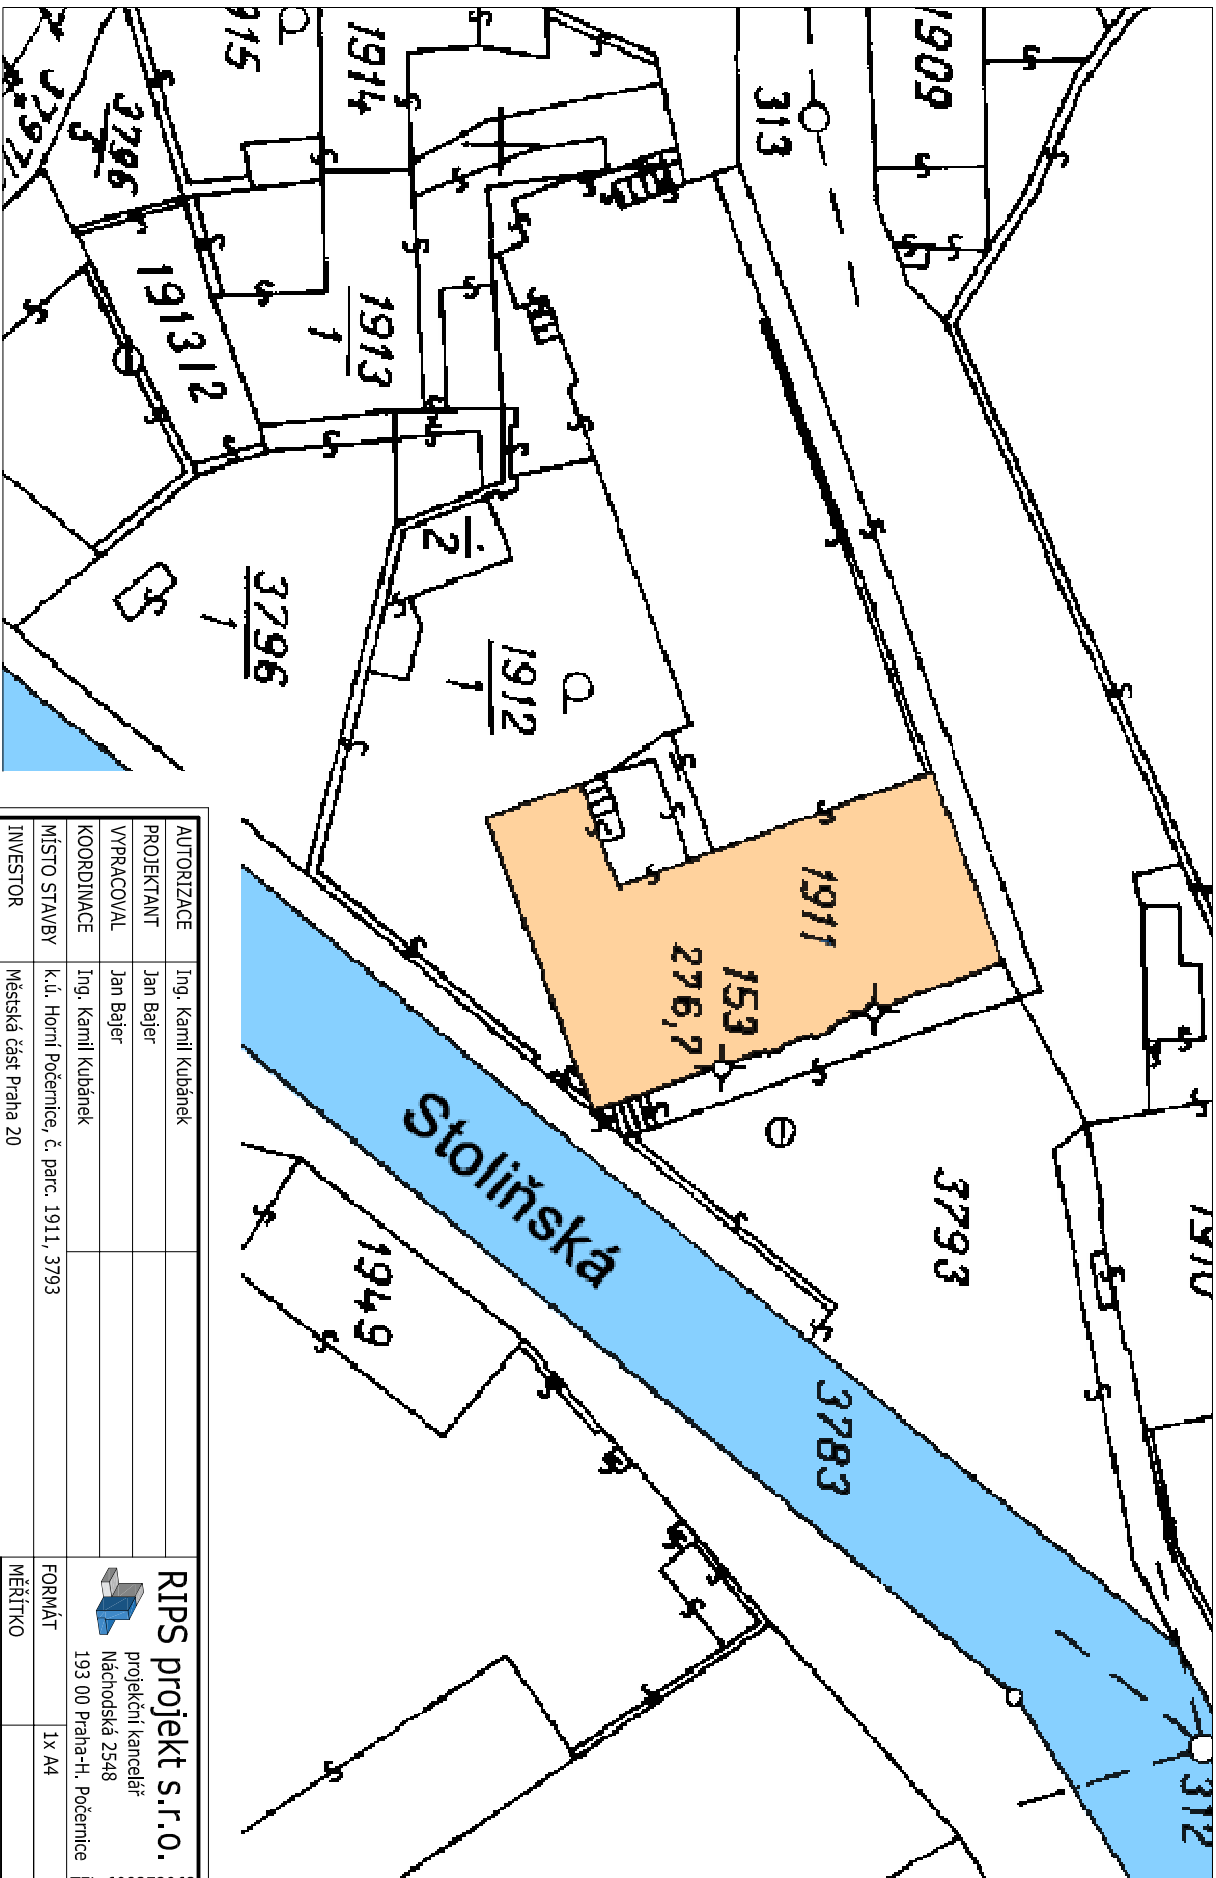 1909
313
1914
915
3796
3
1913/2
1913
1
2
3796
1
1912
1
1911
153
276,7
3793
1910
Stoliňská
1949
3783
312
AUTORIZACE Ing. Kamil Kubánek
PROJEKTANT Jan Bajer
VYPRACOVAL Jan Bajer
KOORDINACE Ing. Kamil Kubánek
MÍSTO STAVBY k.ú. Horní Počernice, č. parc. 1911, 3793
INVESTOR Městská část Praha 20
RIPS projekt s.r.o.
projekční kancelář
Náchodská 2548
193 00 Praha-H. Počernice
FORMÁT 1x A4
MĚŘÍTKO